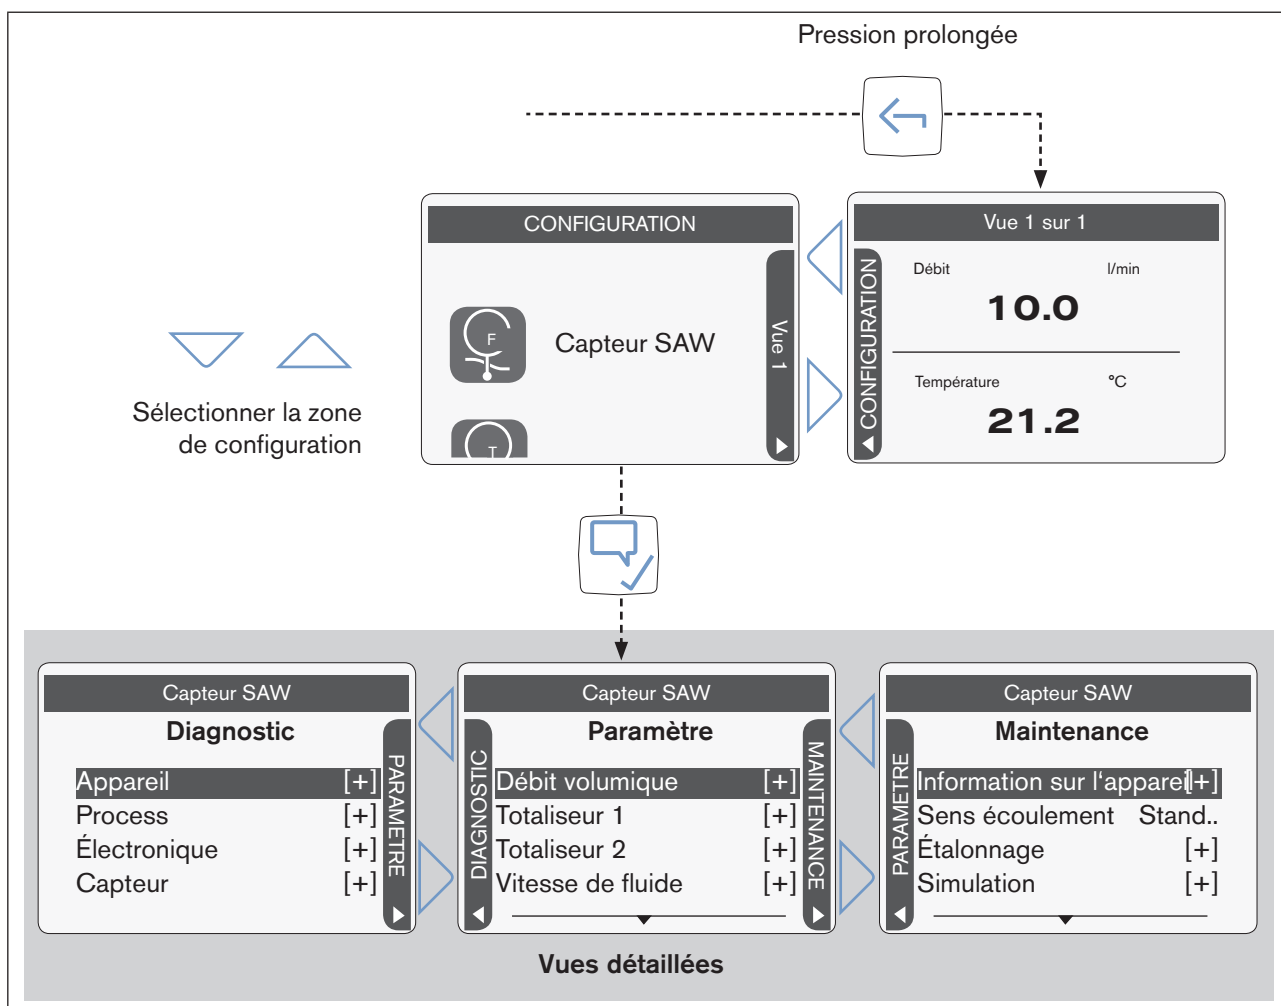 Pression prolongée
CONFIGURATION
F
Capteur SAW
T
Vue 1
Vue 1 sur 1
CONFIGURATION
Débit l/min
10.0
Température °C
21.2
Sélectionner la zone
de configuration
Capteur SAW
Diagnostic
Appareil [+]
Process [+]
Électronique [+]
Capteur [+]
PARAMETRE
Capteur SAW
Paramètre
DIAGNOSTIC
Débit volumique [+]
Totaliseur 1 [+]
Totaliseur 2 [+]
Vitesse de fluide [+]
MAINTENANCE
Capteur SAW
Maintenance
PARAMETRE
Information sur l‘appareil[+]
Sens écoulement Stand..
Étalonnage [+]
Simulation [+]
Vues détaillées